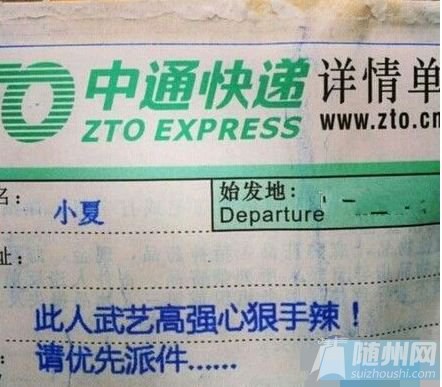 中通快递 详情单
ZTO EXPRESS www.zto.cn
名: 小夏 始发地:
Departure
址:
此人武艺高强心狠手辣！
请优先派件……
随州网
suizhoushi.com